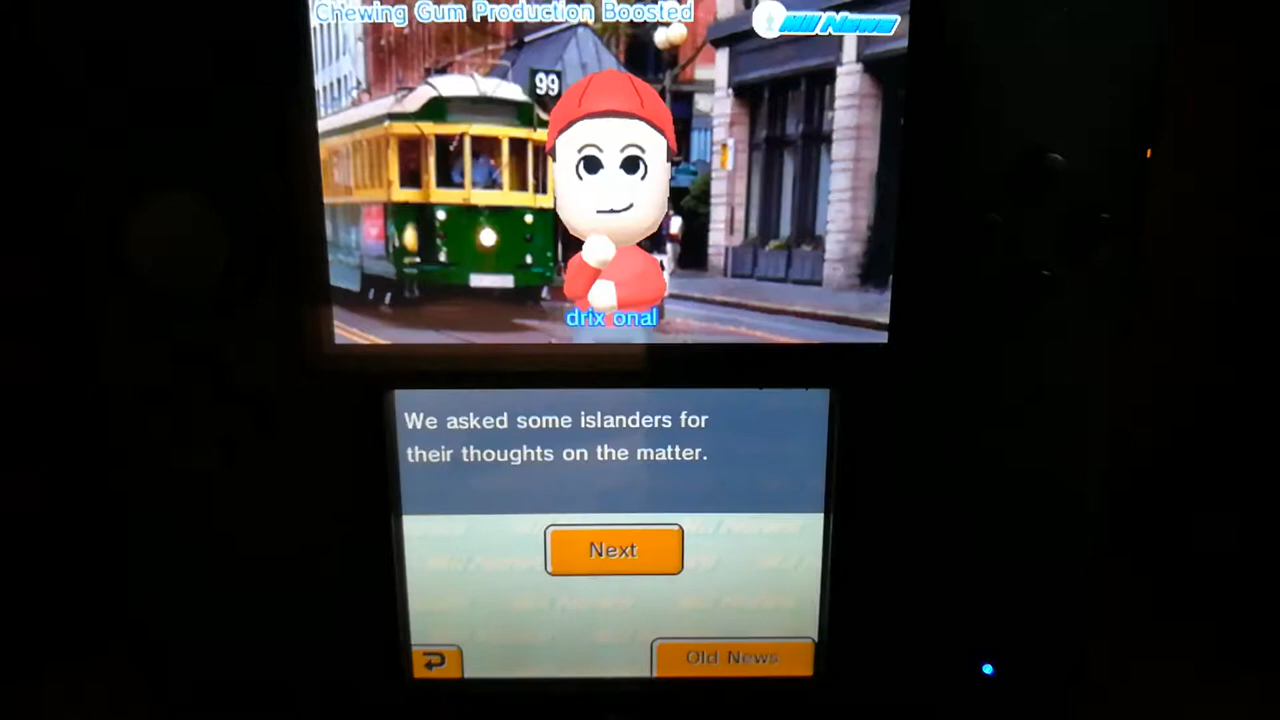 Chewing Gum Production Boosted
Mii News
99
drix onal
We asked some islanders for
their thoughts on the matter.
Next
Old News